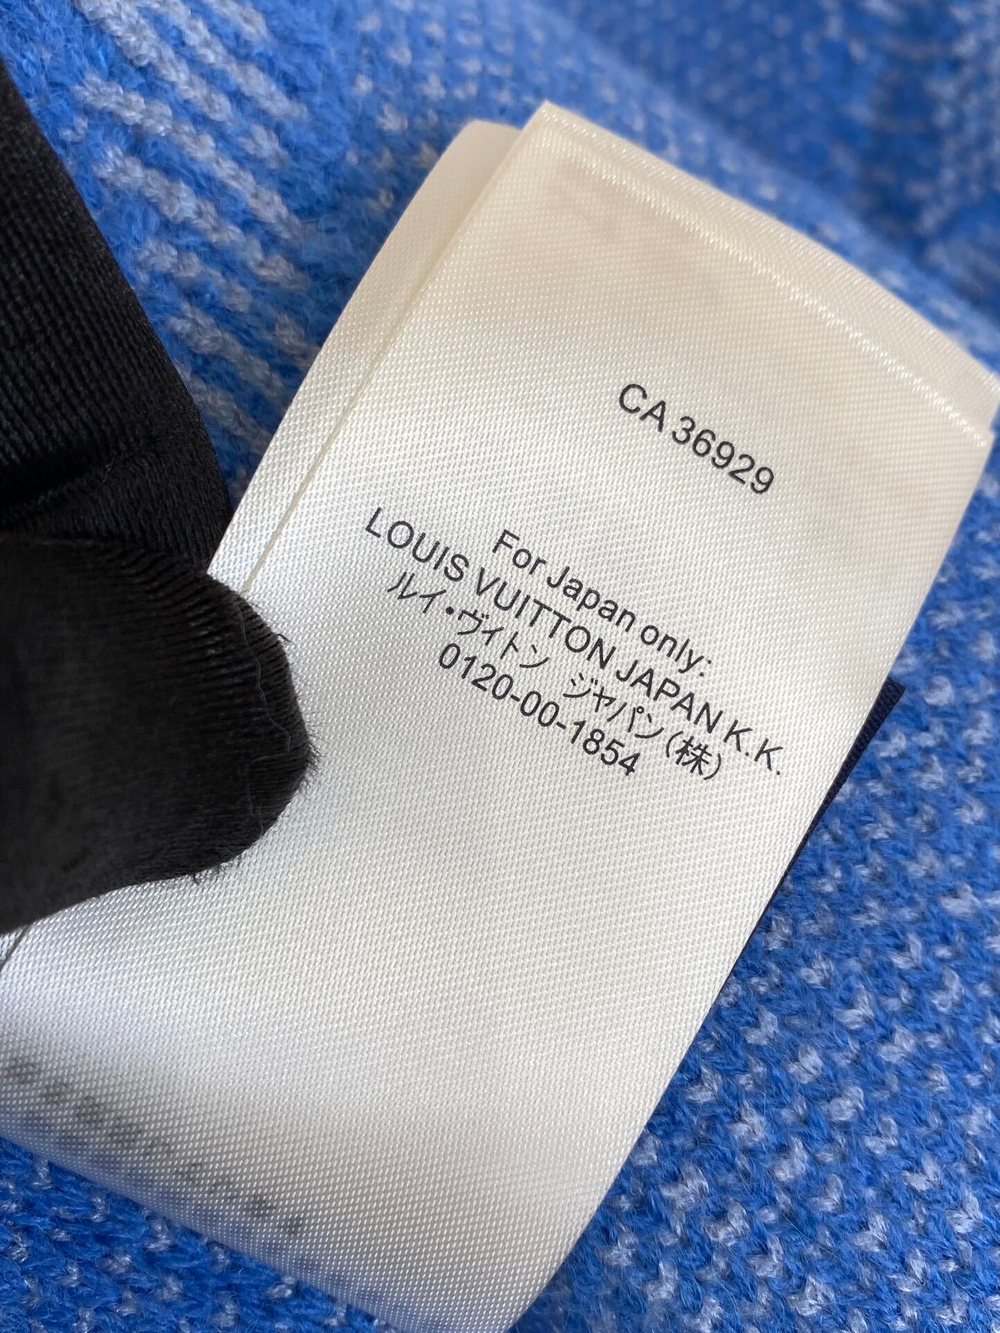 CA 36929
For Japan only:
LOUIS VUITTON JAPAN K.K.
ルイ・ヴィトン ジャパン(株)
0120-00-1854